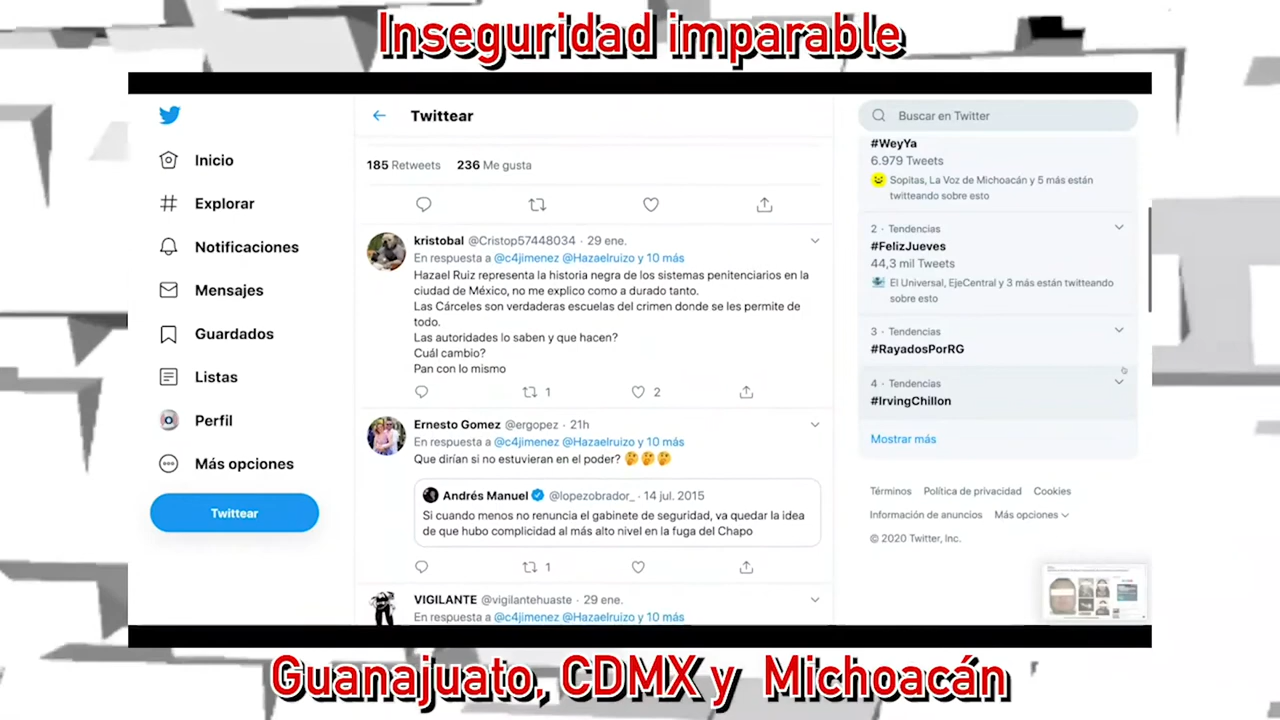 Inseguridad imparable
Inicio
Explorar
Notificaciones
Mensajes
Guardados
Listas
Perfil
Más opciones
Twittear
Twittear
185 Retweets 236 Me gusta
kristobal @Cristop57448034 · 29 ene.
En respuesta a @c4jimenez @Hazaelruizo y 10 más
Hazael Ruiz representa la historia negra de los sistemas penitenciarios en la
ciudad de México, no me explico como a durado tanto.
Las Cárceles son verdaderas escuelas del crimen donde se les permite de
todo.
Las autoridades lo saben y que hacen?
Cuál cambio?
Pan con lo mismo
1 2
Ernesto Gomez @ergopez · 21h
En respuesta a @c4jimenez @Hazaelruizo y 10 más
Que dirían si no estuvieran en el poder? 🤔🤔🤔
Andrés Manuel @lopezobrador_ · 14 jul. 2015
Si cuando menos no renuncia el gabinete de seguridad, va quedar la idea
de que hubo complicidad al más alto nivel en la fuga del Chapo
1
VIGILANTE @vigilantehuaste · 29 ene.
En respuesta a @c4jimenez @Hazaelruizo y 10 más
Buscar en Twitter
#WeyYa
6.979 Tweets
Sopitas, La Voz de Michoacán y 5 más están
twitteando sobre esto
2 · Tendencias
#FelizJueves
44,3 mil Tweets
El Universal, EjeCentral y 3 más están twitteando
sobre esto
3 · Tendencias
#RayadosPorRG
4 · Tendencias
#IrvingChillon
Mostrar más
Términos Política de privacidad Cookies
Información de anuncios Más opciones
© 2020 Twitter, Inc.
Guanajuato, CDMX y Michoacán